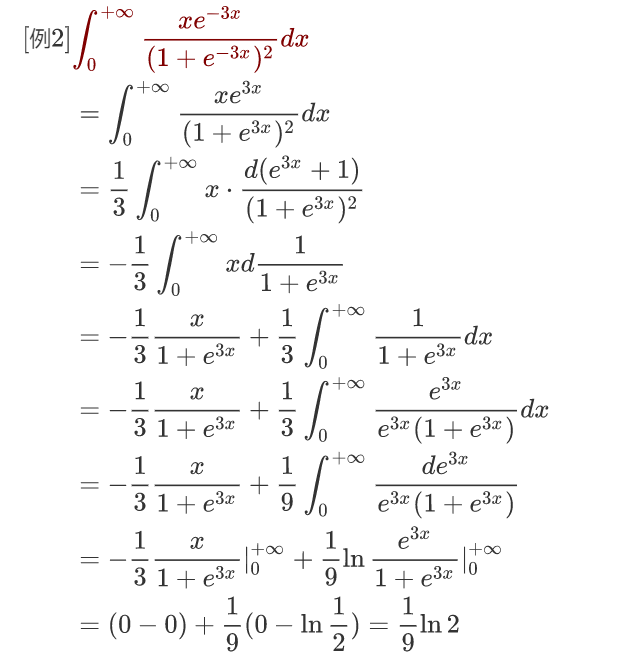 [例2] $\int_0^{+\infty} \frac{xe^{-3x}}{(1+e^{-3x})^2} dx$
$= \int_0^{+\infty} \frac{xe^{3x}}{(1+e^{3x})^2} dx$
$= \frac{1}{3} \int_0^{+\infty} x \cdot \frac{d(e^{3x}+1)}{(1+e^{3x})^2}$
$= -\frac{1}{3} \int_0^{+\infty} x d \frac{1}{1+e^{3x}}$
$= -\frac{1}{3} \frac{x}{1+e^{3x}} + \frac{1}{3} \int_0^{+\infty} \frac{1}{1+e^{3x}} dx$
$= -\frac{1}{3} \frac{x}{1+e^{3x}} + \frac{1}{3} \int_0^{+\infty} \frac{e^{3x}}{e^{3x}(1+e^{3x})} dx$
$= -\frac{1}{3} \frac{x}{1+e^{3x}} + \frac{1}{9} \int_0^{+\infty} \frac{de^{3x}}{e^{3x}(1+e^{3x})}$
$= -\frac{1}{3} \frac{x}{1+e^{3x}} |_0^{+\infty} + \frac{1}{9} \ln \frac{e^{3x}}{1+e^{3x}} |_0^{+\infty}$
$= (0-0) + \frac{1}{9} (0 - \ln \frac{1}{2}) = \frac{1}{9} \ln 2$